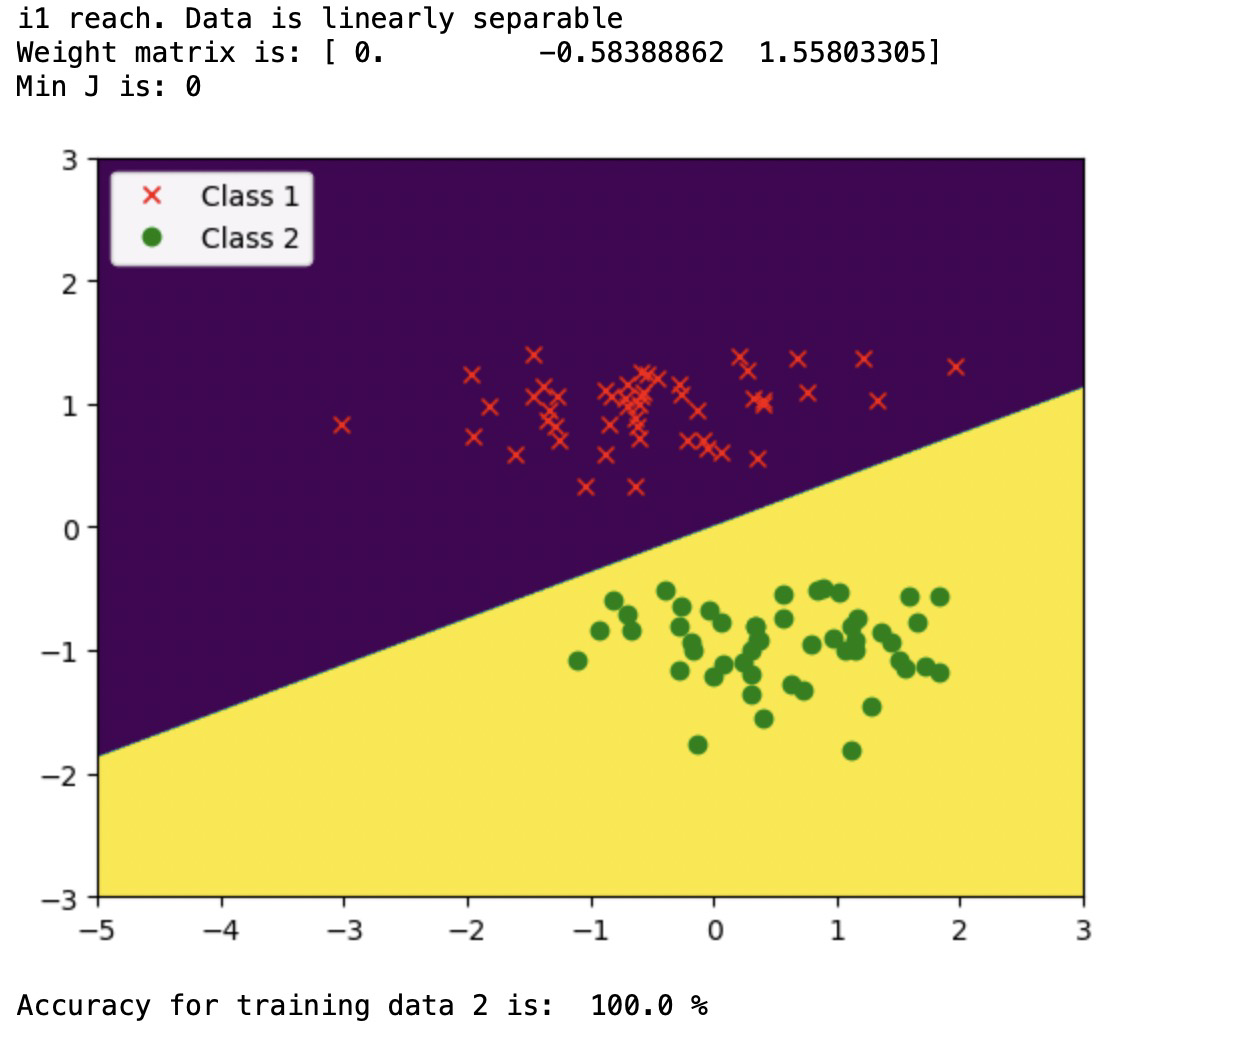 i1 reach. Data is linearly separable
Weight matrix is: [ 0.         -0.58388862  1.55803305]
Min J is: 0
3
Class 1
Class 2
2
1
0
−1
−2
−3
−5 −4 −3 −2 −1 0 1 2 3
Accuracy for training data 2 is:  100.0 %